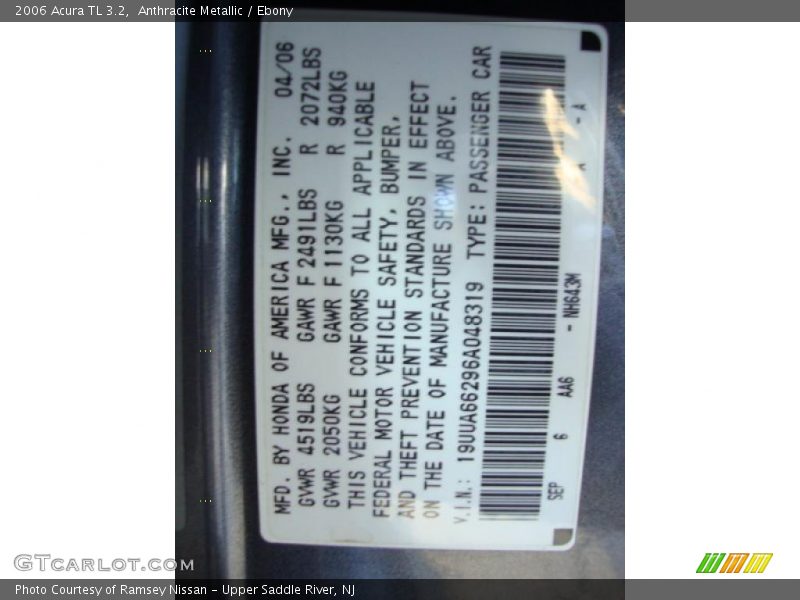 2006 Acura TL 3.2,  Anthracite Metallic / Ebony
MFD. BY HONDA OF AMERICA MFG., INC.  04/06
GVWR 4519LBS  GAWR F 2491LBS  R 2072LBS
GVWR 2050KG  GAWR F 1130KG  R 940KG
THIS VEHICLE CONFORMS TO ALL APPLICABLE
FEDERAL MOTOR VEHICLE SAFETY, BUMPER,
AND THEFT PREVENTION STANDARDS IN EFFECT
ON THE DATE OF MANUFACTURE SHOWN ABOVE.
V.I.N.: 19UUA66296A048319  TYPE: PASSENGER CAR
SEP  6  AA6  - NH643M  A  - A
GTCARLOT.COM
Photo Courtesy of Ramsey Nissan – Upper Saddle River, NJ